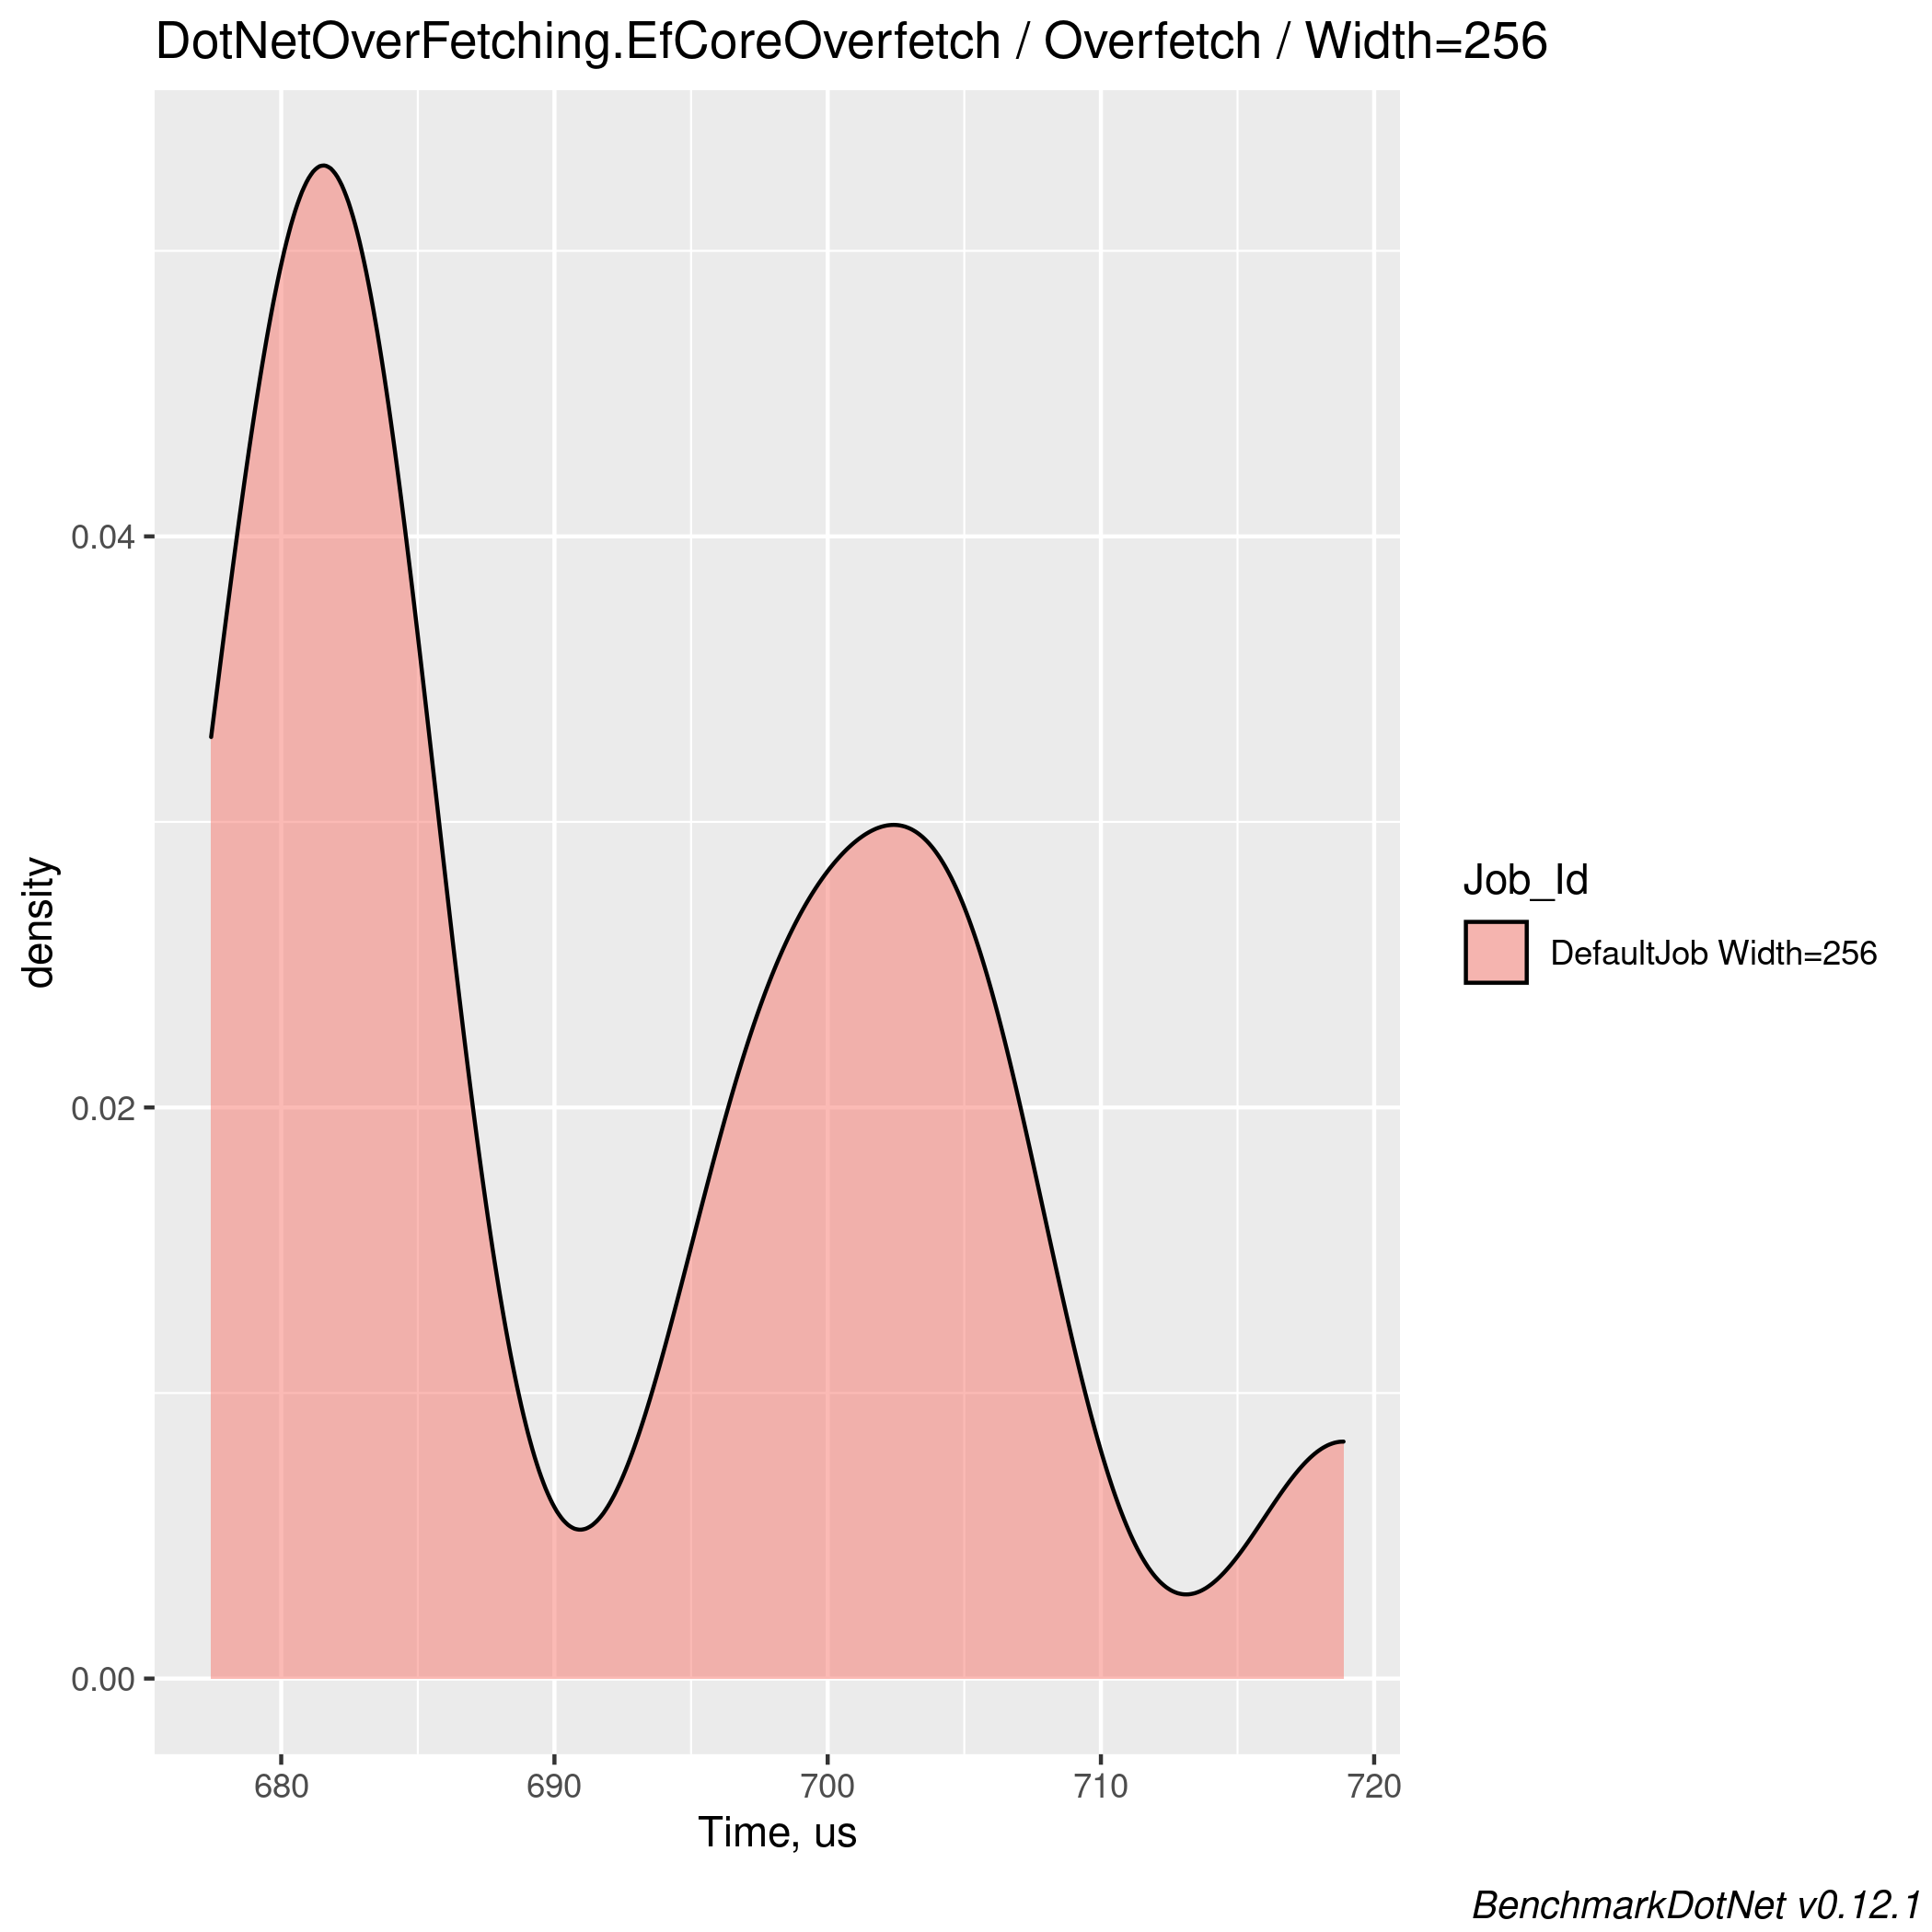 DotNetOverFetching.EfCoreOverfetch / Overfetch / Width=256
density
0.04
0.02
0.00
680 690 700 710 720
Time, us
Job_Id
DefaultJob Width=256
BenchmarkDotNet v0.12.1